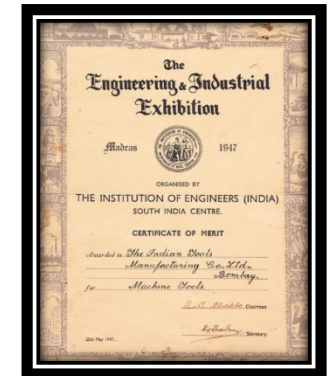 The
Engineering & Industrial
Exhibition
Madras 1947
ORGANISED BY
THE INSTITUTION OF ENGINEERS (INDIA)
SOUTH INDIA CENTRE.
CERTIFICATE OF MERIT
Awarded to The Indian Tools
Manufacturing Co. Ltd.
Bombay.
for Machine Tools
Chairman.
Secretary.